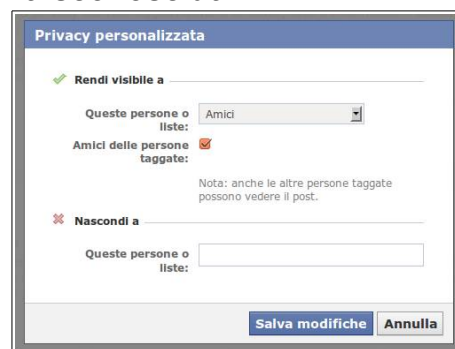 Privacy personalizzata
Rendi visibile a
Queste persone o
liste:
Amici
Amici delle persone
taggate:
Nota: anche le altre persone taggate
possono vedere il post.
Nascondi a
Queste persone o
liste:
Salva modifiche
Annulla